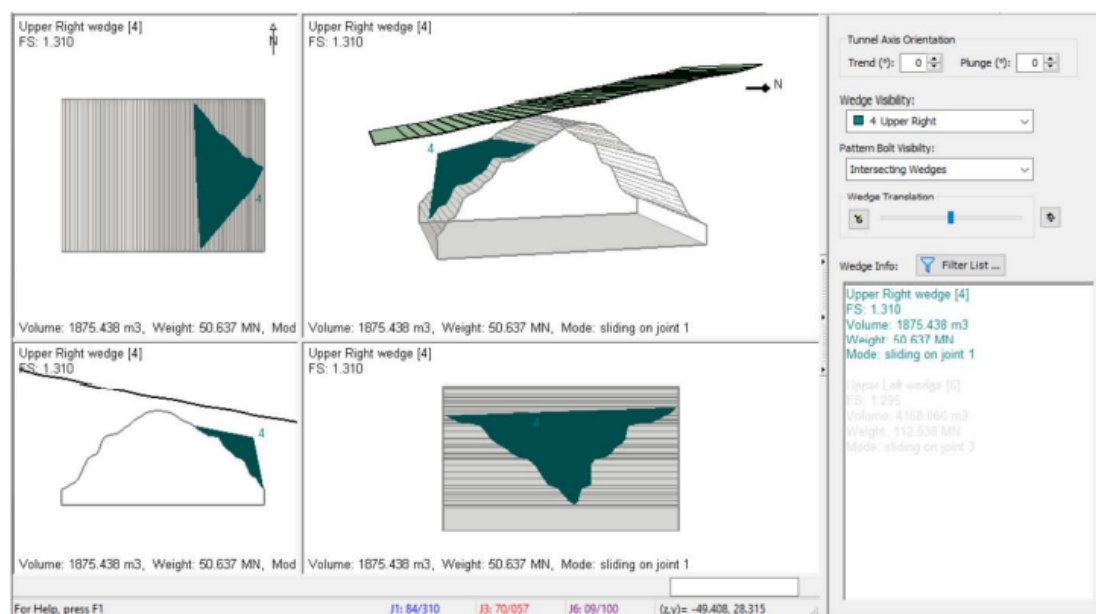 Upper Right wedge [4]
FS: 1.310
N
4
Volume: 1875.438 m3, Weight: 50.637 MN, Mod
Upper Right wedge [4]
FS: 1.310
N
4
Volume: 1875.438 m3, Weight: 50.637 MN, Mode: sliding on joint 1
Upper Right wedge [4]
FS: 1.310
4
Volume: 1875.438 m3, Weight: 50.637 MN, Mod
Upper Right wedge [4]
FS: 1.310
4
Volume: 1875.438 m3, Weight: 50.637 MN, Mode: sliding on joint 1
Tunnel Axis Orientation
Trend (°): 0 Plunge (°): 0
Wedge Visibility:
4 Upper Right
Pattern Bolt Visibilty:
Intersecting Wedges
Wedge Translation
Wedge Info: Filter List ...
Upper Right wedge [4]
FS: 1.310
Volume: 1875.438 m3
Weight: 50.637 MN
Mode: sliding on joint 1
Upper Left wedge [6]
FS: 1.295
Volume: 4168.066 m3
Weight: 112.538 MN
Mode: sliding on joint 3
For Help, press F1 J1: 84/310 J3: 70/057 J6: 09/100 (z,y)= -49.408, 28.315